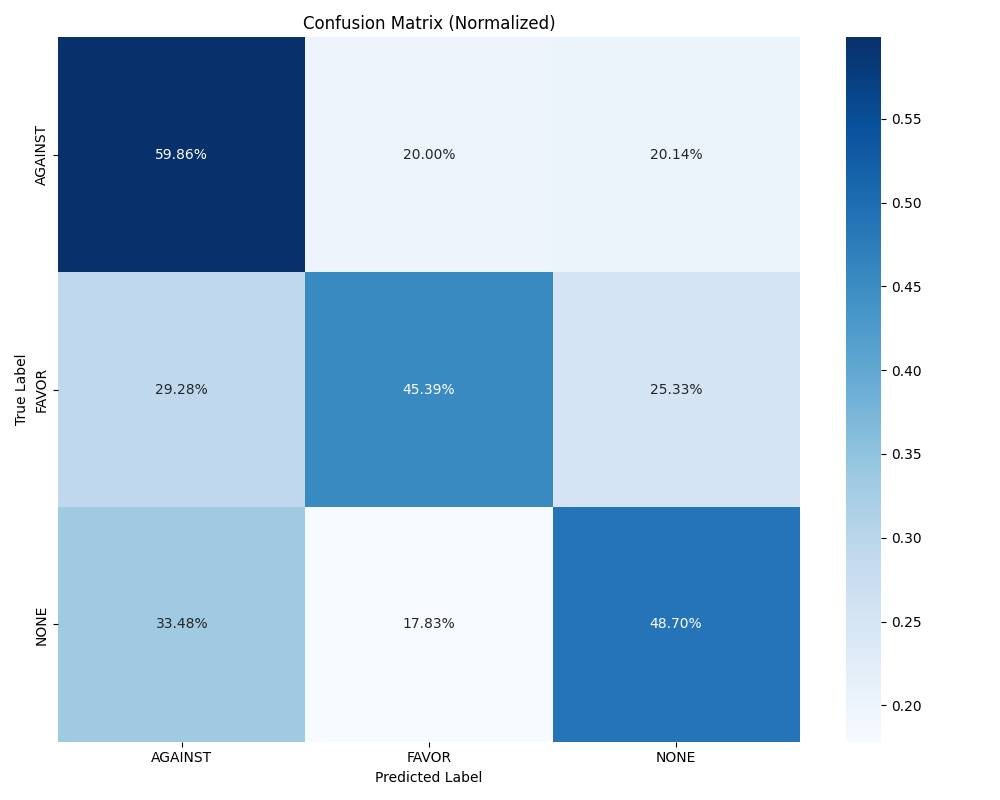 Confusion Matrix (Normalized)
AGAINST
59.86%
20.00%
20.14%
FAVOR
29.28%
45.39%
25.33%
NONE
33.48%
17.83%
48.70%
True Label
AGAINST
FAVOR
NONE
Predicted Label
0.55
0.50
0.45
0.40
0.35
0.30
0.25
0.20